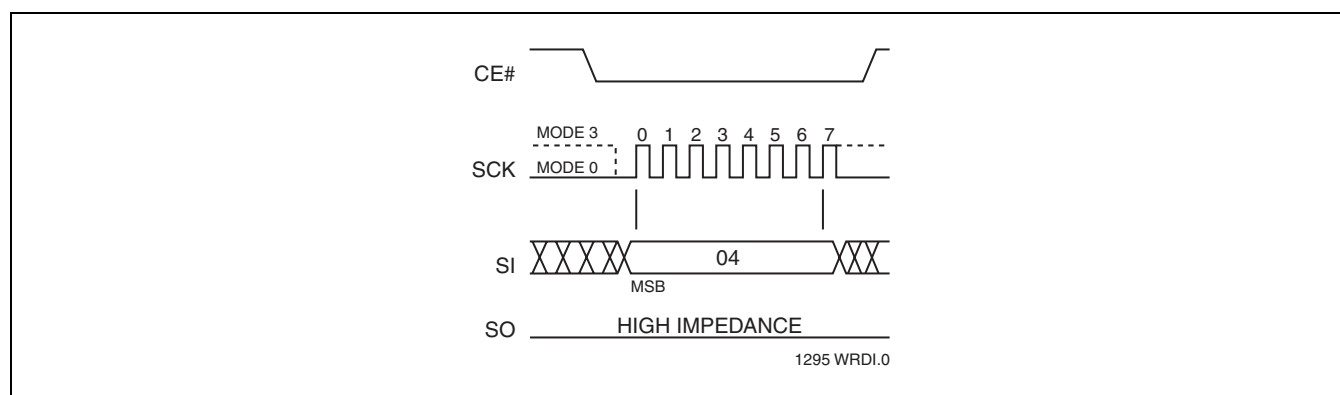 CE#
MODE 3
0 1 2 3 4 5 6 7
SCK
MODE 0
SI
04
MSB
SO
HIGH IMPEDANCE
1295 WRDI.0